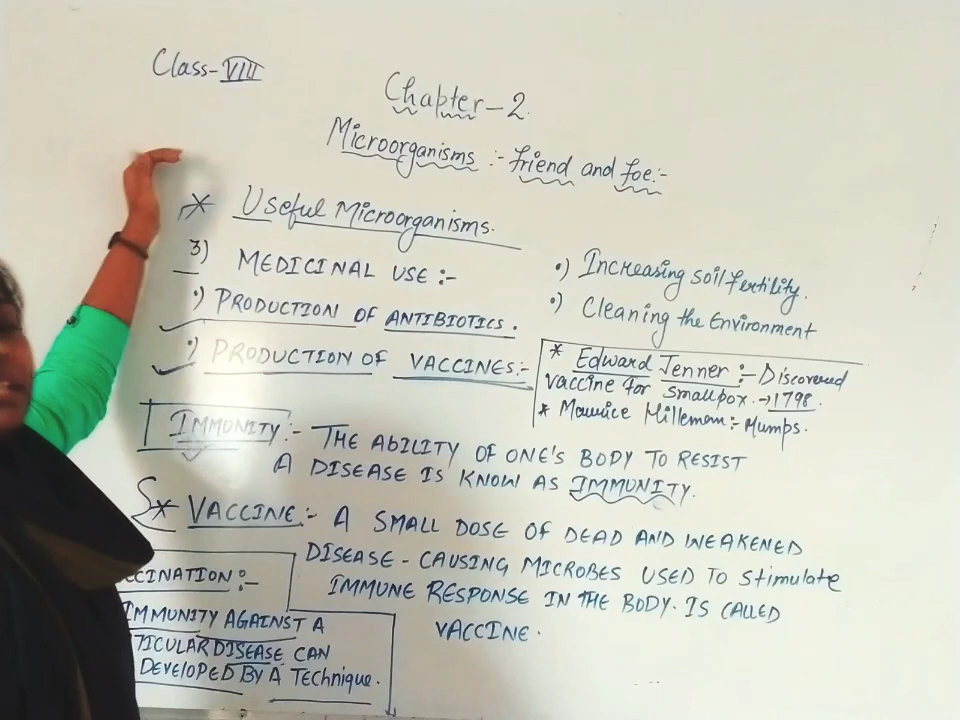 Class-VIII
Chapter-2.
Microorganisms :- friend and foe:-
* Useful Microorganisms.
3) MEDICINAL USE :-
•) PRODUCTION OF ANTIBIOTICS.
•) PRODUCTION OF VACCINES:-
•) Increasing soil fertility.
•) Cleaning the Environment
* Edward Jenner :- Discovered
vaccine for smallpox. → 1798.
* Maurice Hilleman:- Mumps.
IMMUNITY:- THE ABILITY OF ONE'S BODY TO RESIST
A DISEASE IS KNOW AS IMMUNITY.
* VACCINE:- A SMALL DOSE OF DEAD AND WEAKENED
DISEASE - CAUSING MICROBES USED TO stimulate
IMMUNE RESPONSE IN THE BODY. IS CALLED
VACCINE.
CCINATION:-
IMMUNITY AGAINST A
TICULAR DISEASE CAN
DEVELOPED BY A Technique.